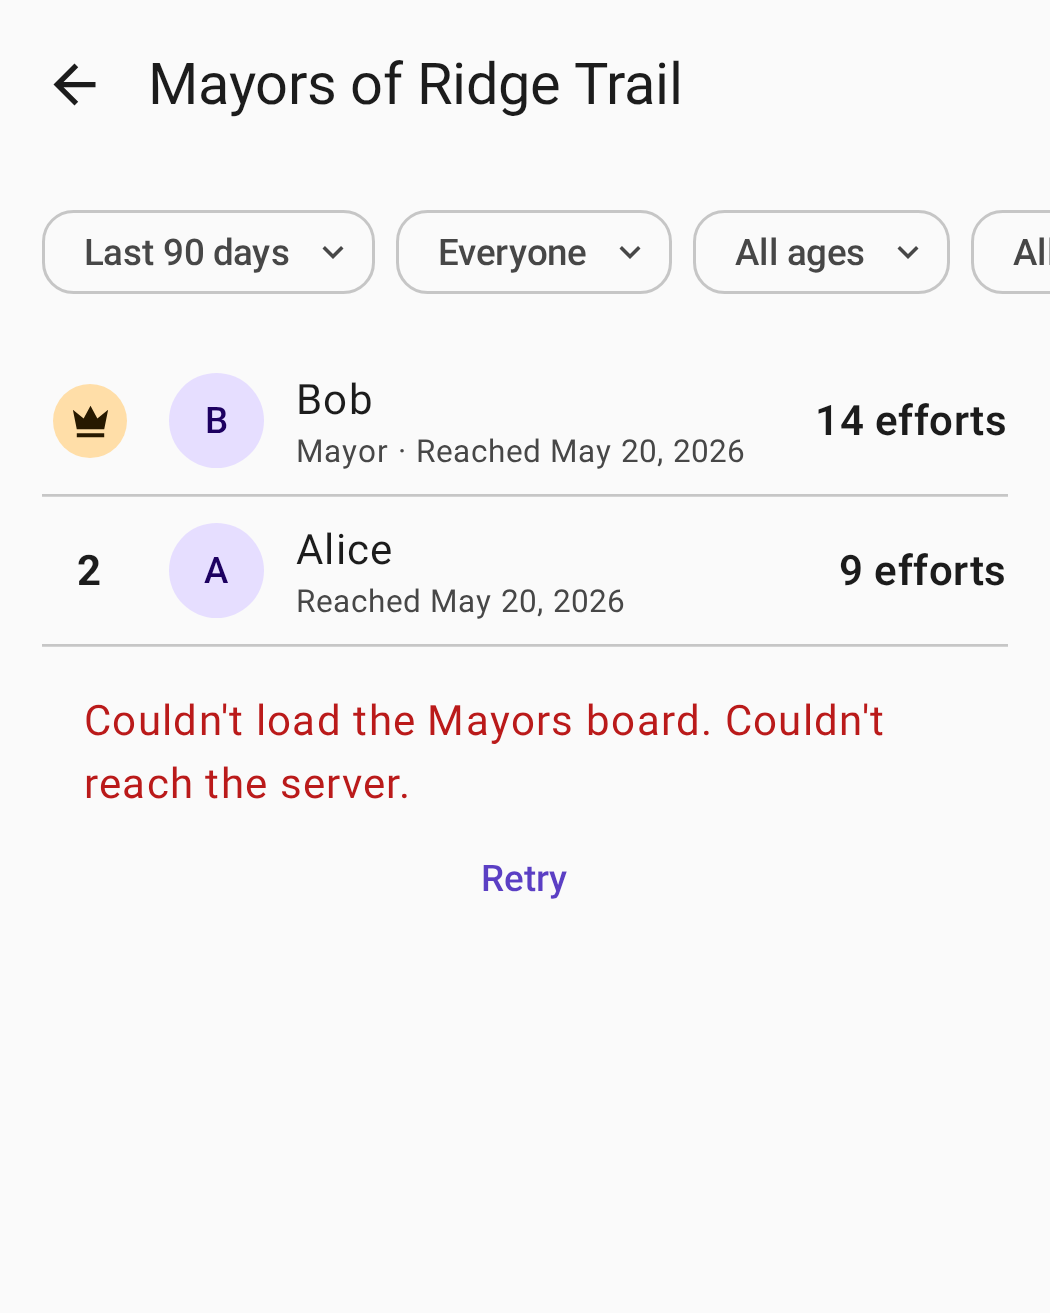 Mayors of Ridge Trail
Last 90 days
Everyone
All ages
All
B
Bob
Mayor · Reached May 20, 2026
14 efforts
2
A
Alice
Reached May 20, 2026
9 efforts
Couldn't load the Mayors board. Couldn't
reach the server.
Retry